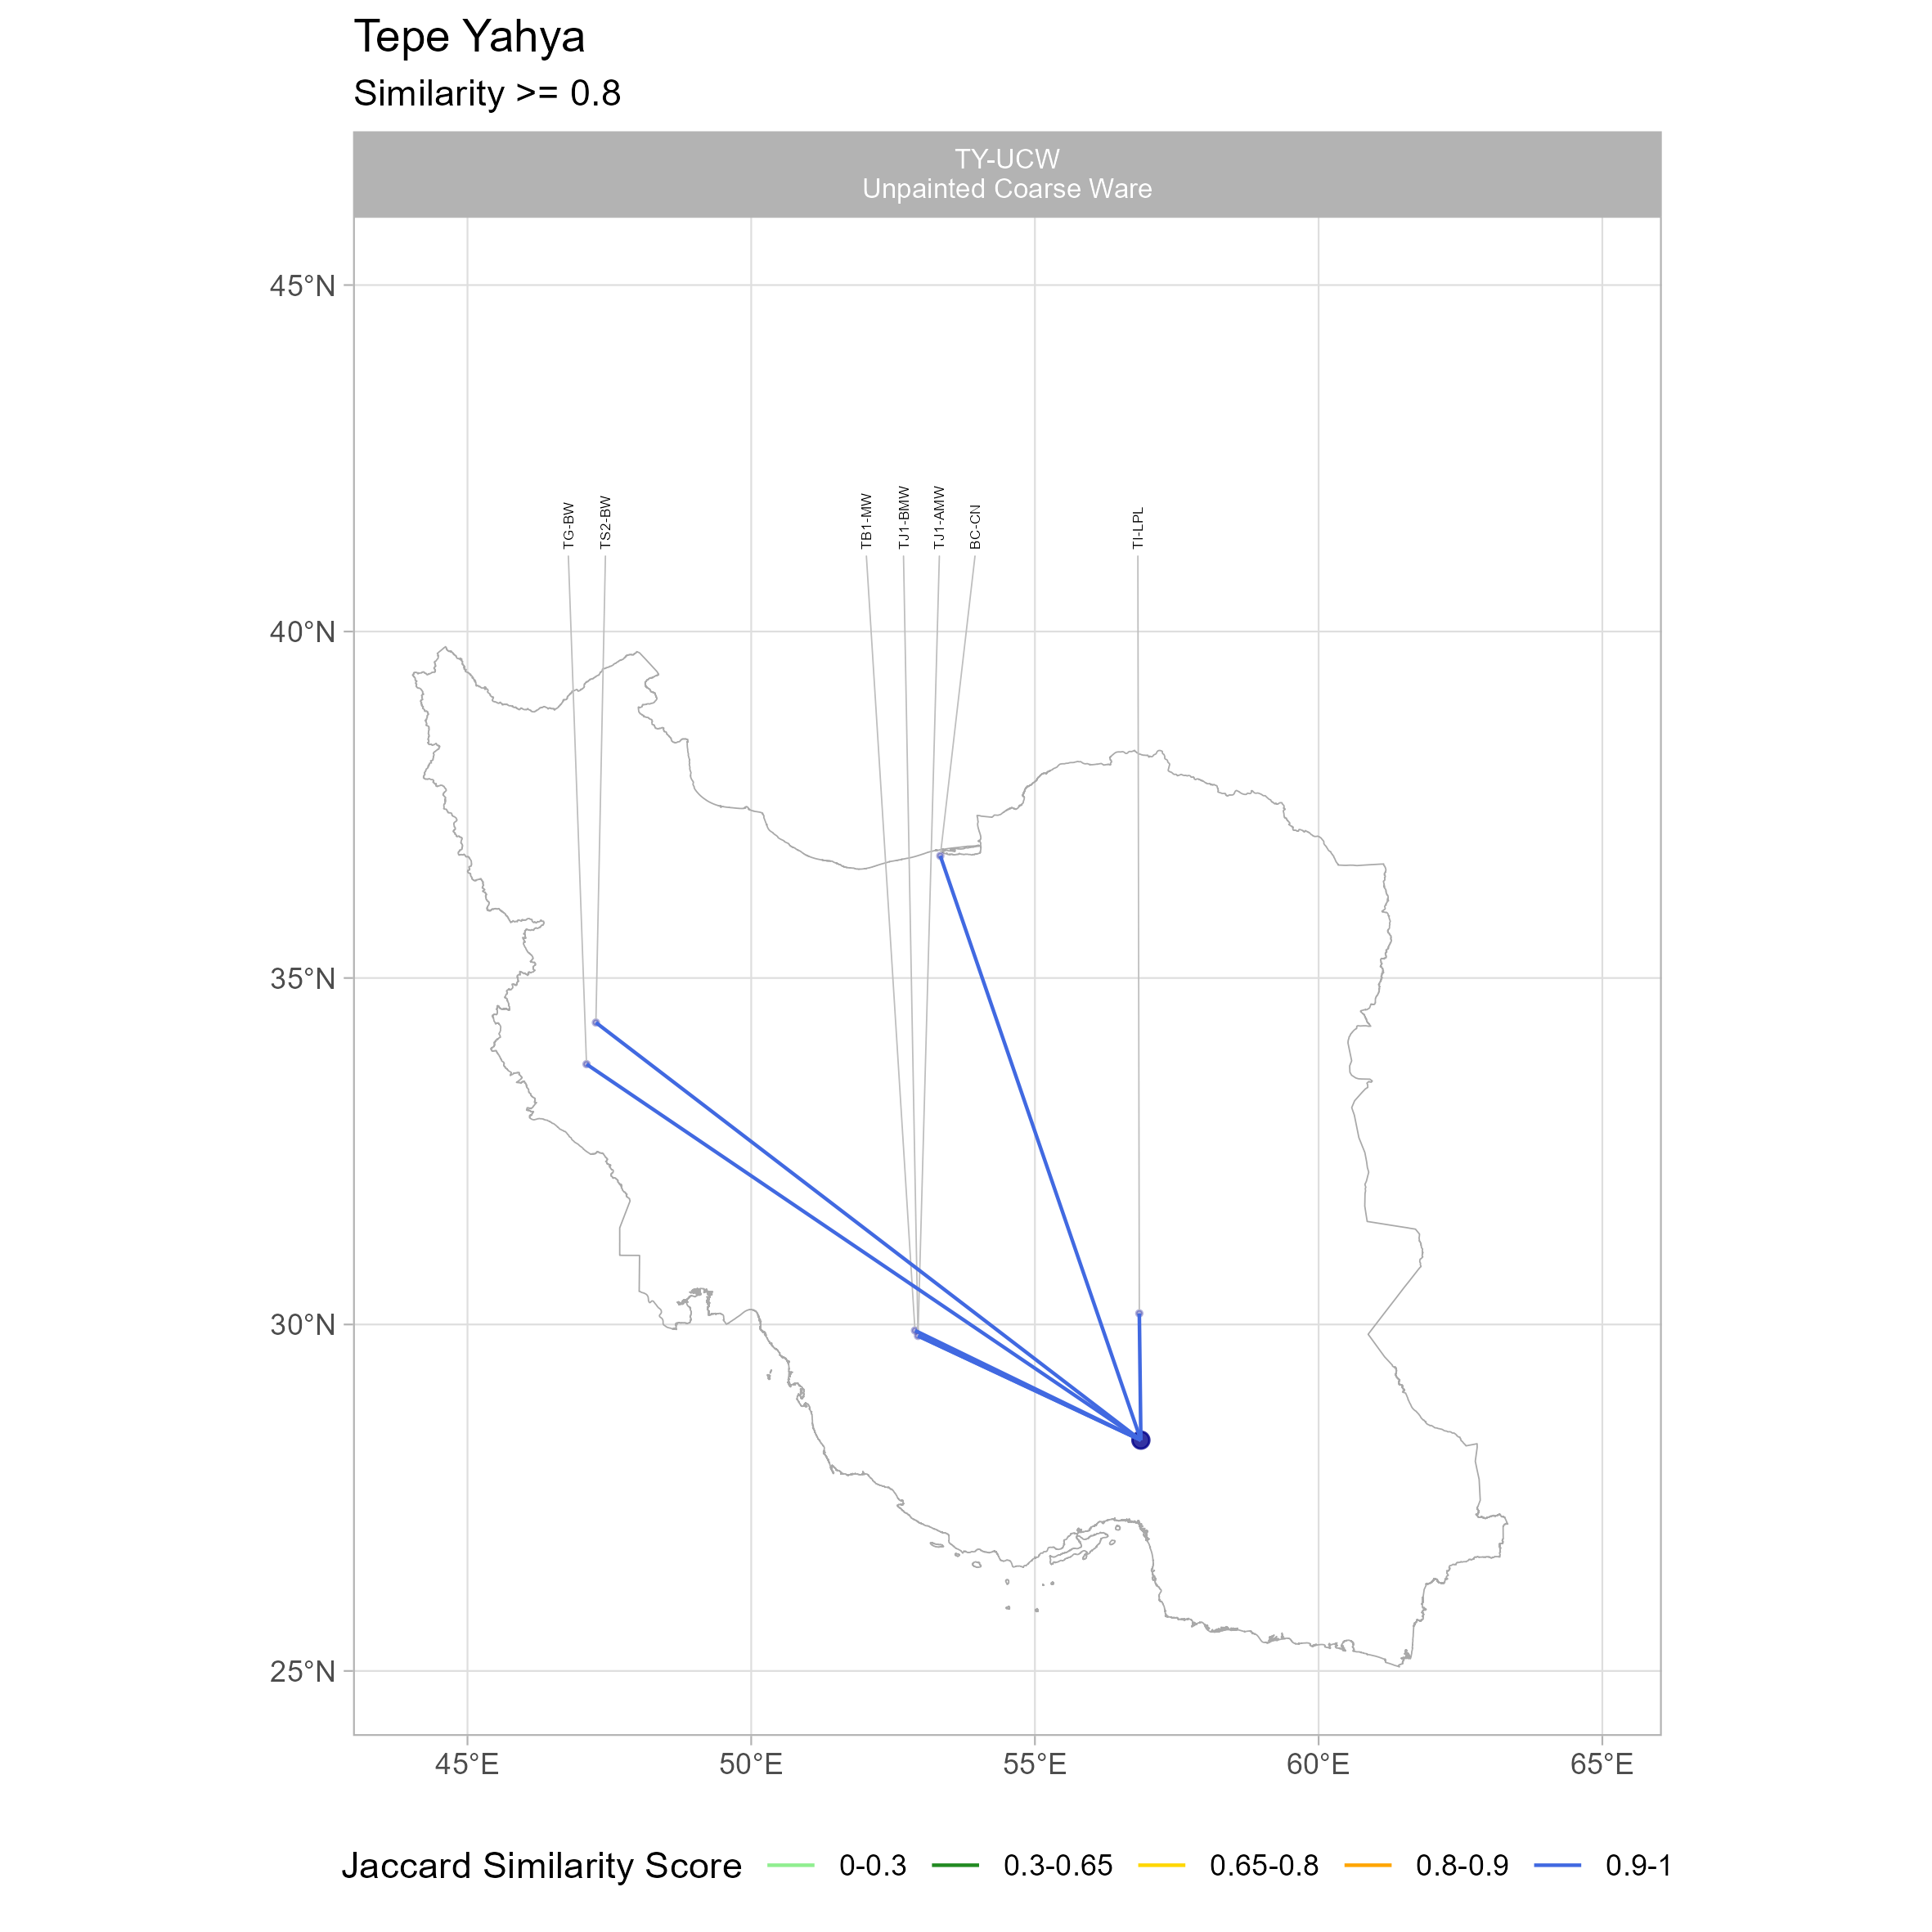 Tepe Yahya
Similarity >= 0.8
TY-UCW
Unpainted Coarse Ware
45°N
40°N
35°N
30°N
25°N
TG-BW
TS2-BW
TB1-MW
TJ1-BMW
TJ1-AMW
BC-CN
TI-LPL
45°E 50°E 55°E 60°E 65°E
Jaccard Similarity Score 0-0.3 0.3-0.65 0.65-0.8 0.8-0.9 0.9-1